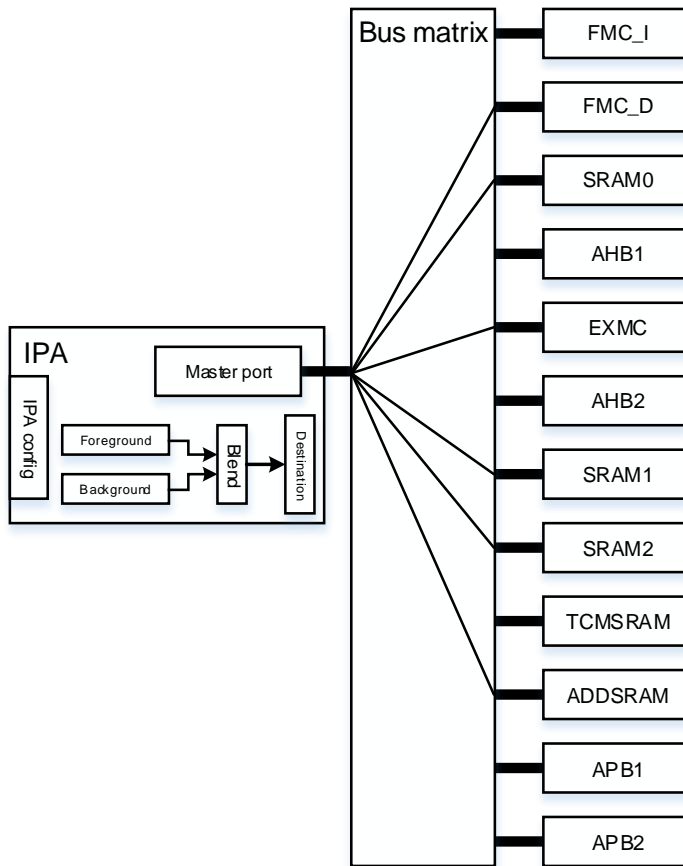 Bus matrix
FMC_I
FMC_D
SRAM0
AHB1
EXMC
AHB2
SRAM1
SRAM2
TCMSRAM
ADDSRAM
APB1
APB2
IPA
Master port
IPA config
Foreground
Background
Blend
Destination